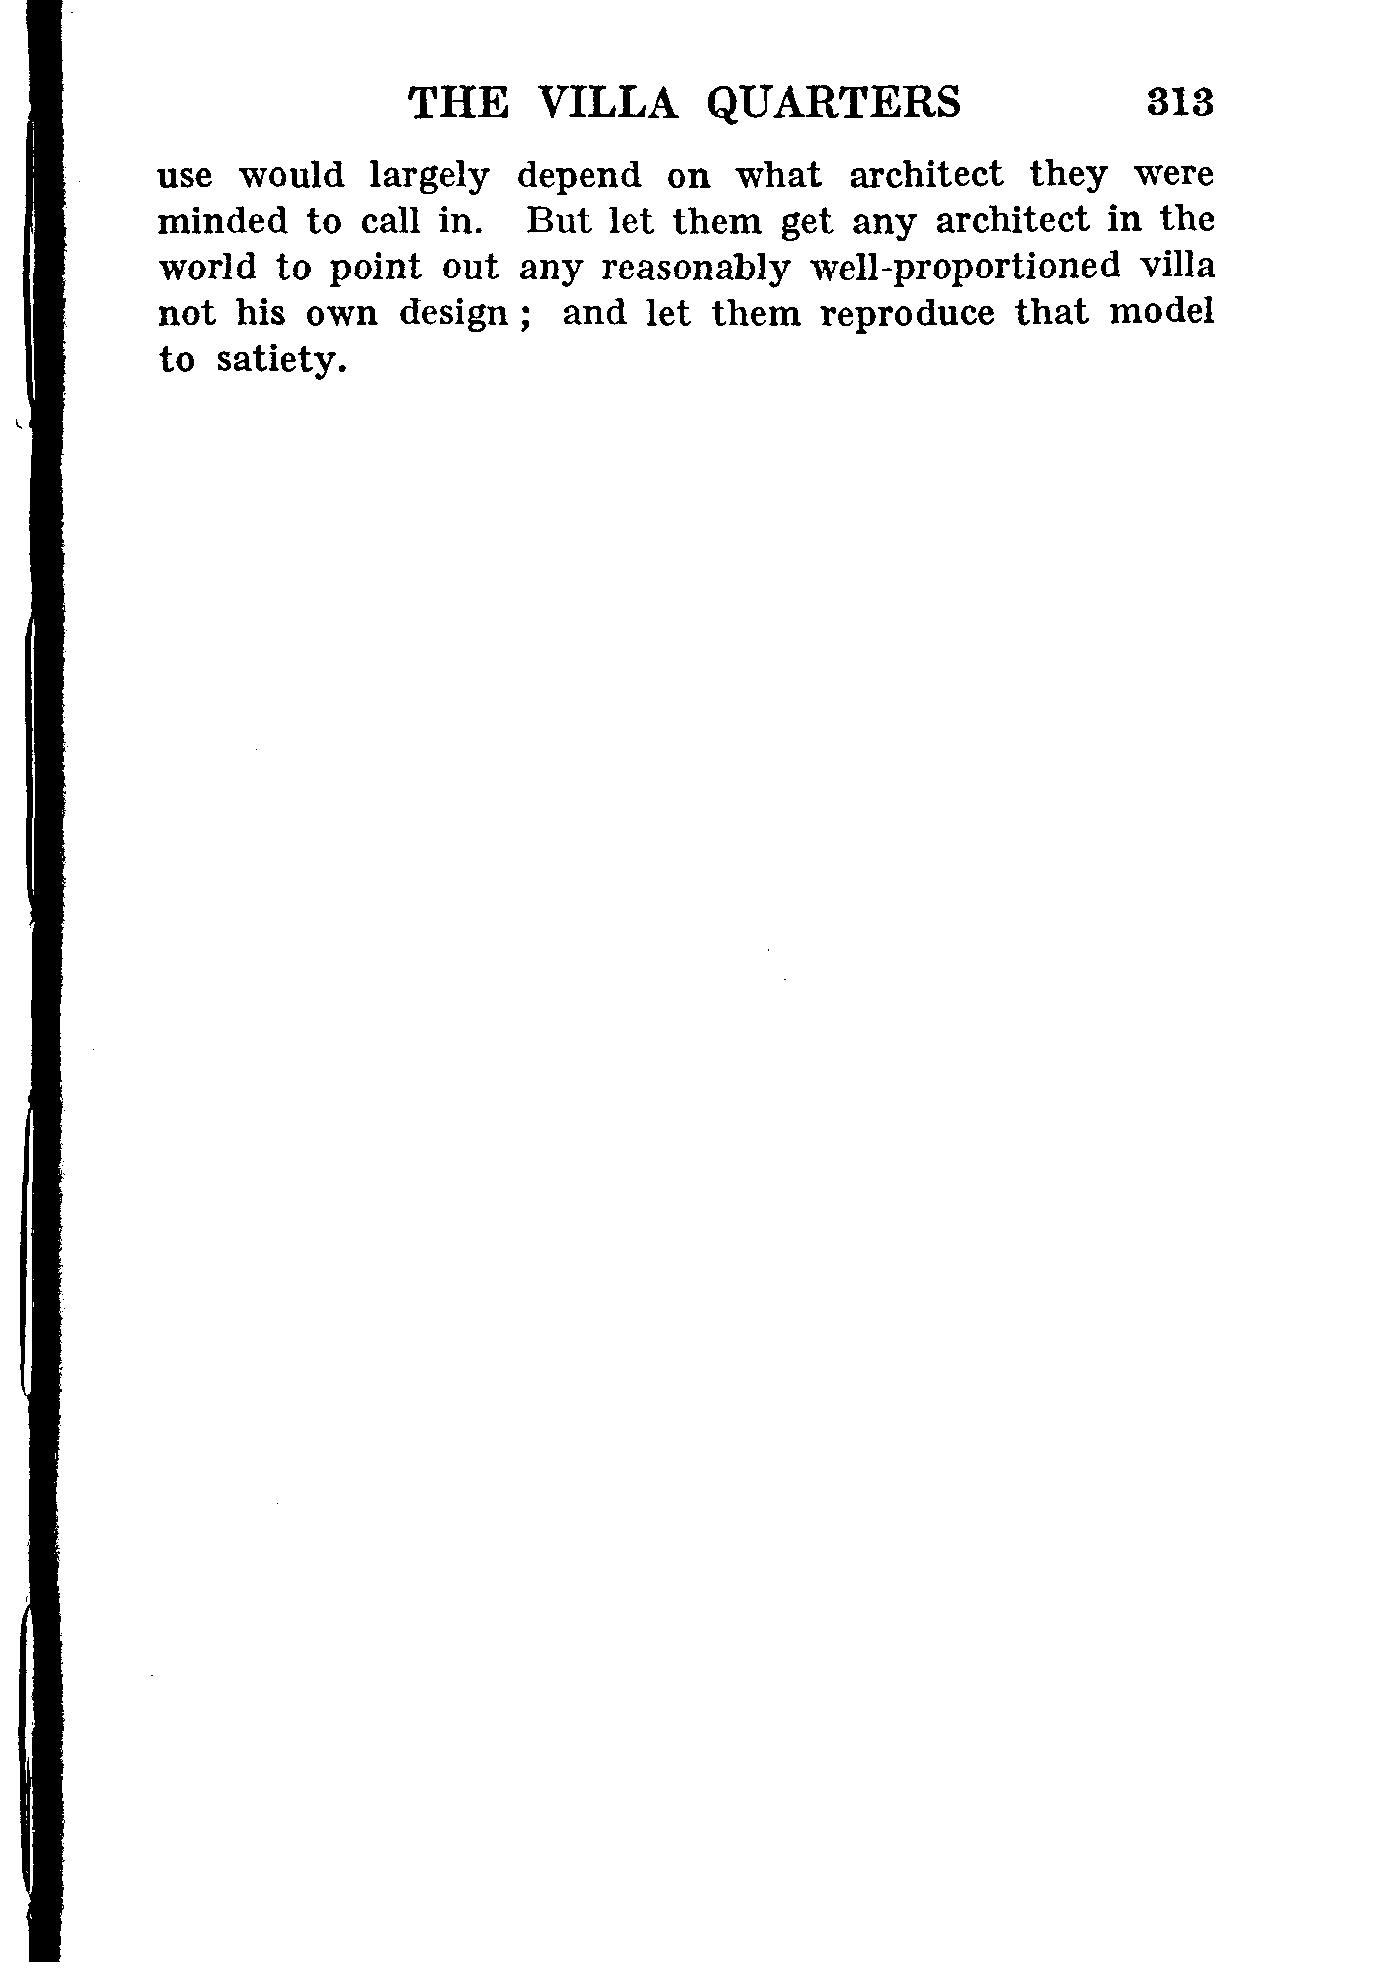 THE VILLA QUARTERS 313
use would largely depend on what architect they were
minded to call in. But let them get any architect in the
world to point out any reasonably well-proportioned villa
not his own design ; and let them reproduce that model
to satiety.